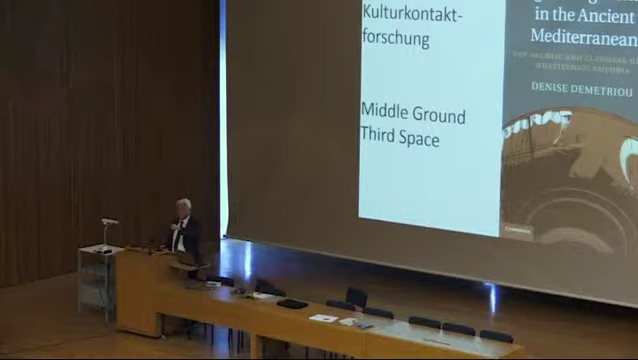 Kulturkontakt-
forschung
Middle Ground
Third Space
in the Ancient
Mediterranean
DENISE DEMETRIOU